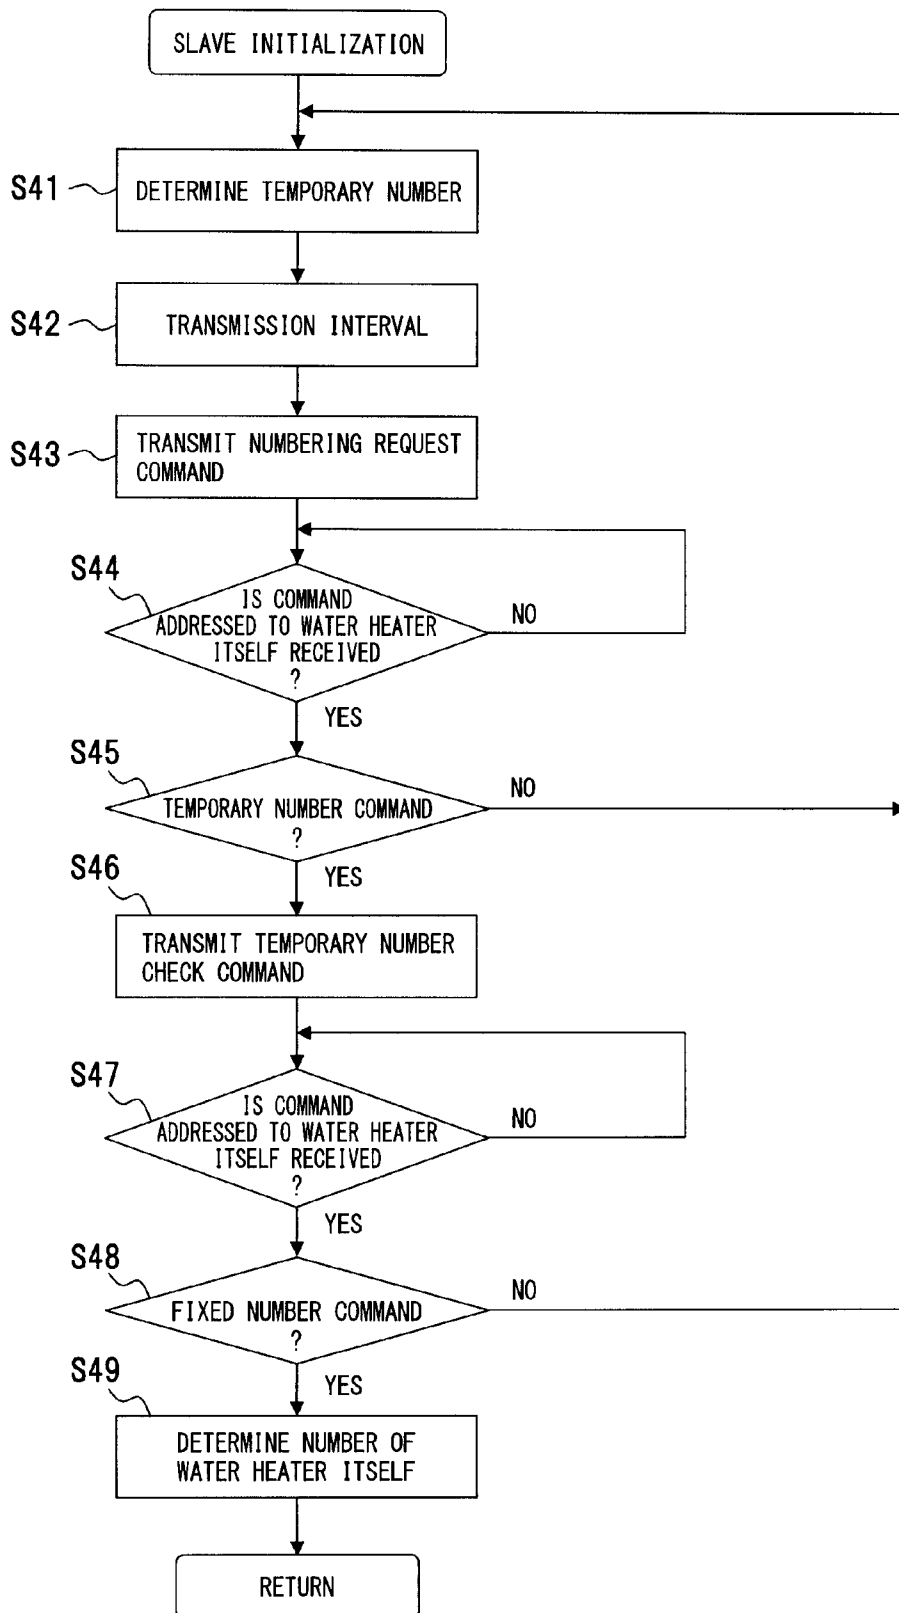 SLAVE INITIALIZATION
S41
DETERMINE TEMPORARY NUMBER
S42
TRANSMISSION INTERVAL
S43
TRANSMIT NUMBERING REQUEST
COMMAND
S44
IS COMMAND
ADDRESSED TO WATER HEATER
ITSELF RECEIVED
?
NO
YES
S45
TEMPORARY NUMBER COMMAND
?
NO
YES
S46
TRANSMIT TEMPORARY NUMBER
CHECK COMMAND
S47
IS COMMAND
ADDRESSED TO WATER HEATER
ITSELF RECEIVED
?
NO
YES
S48
FIXED NUMBER COMMAND
?
NO
YES
S49
DETERMINE NUMBER OF
WATER HEATER ITSELF
RETURN